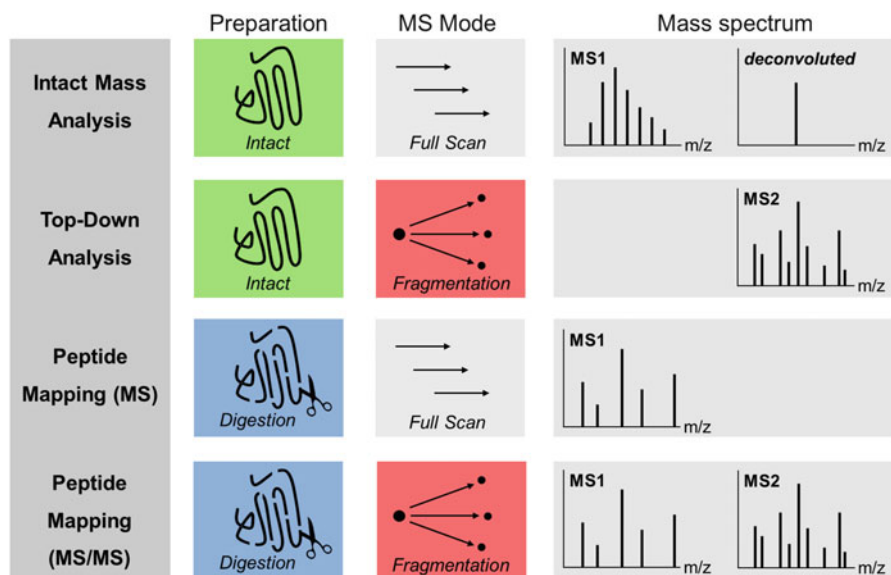 Preparation
MS Mode
Mass spectrum
Intact Mass
Analysis
Intact
Full Scan
MS1
m/z
deconvoluted
m/z
Top-Down
Analysis
Intact
Fragmentation
MS2
m/z
Peptide
Mapping (MS)
Digestion
Full Scan
MS1
m/z
Peptide
Mapping
(MS/MS)
Digestion
Fragmentation
MS1
m/z
MS2
m/z